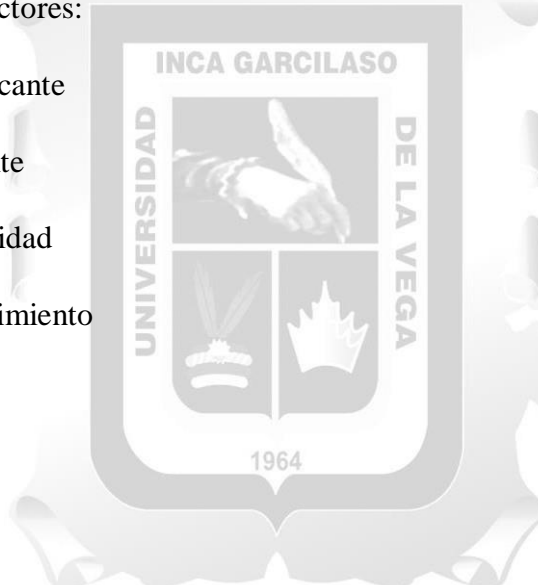 ctores:
INCA GARCILASO
cante
UNIVERSIDAD
DE LA VEGA
te
idad
imiento
1964